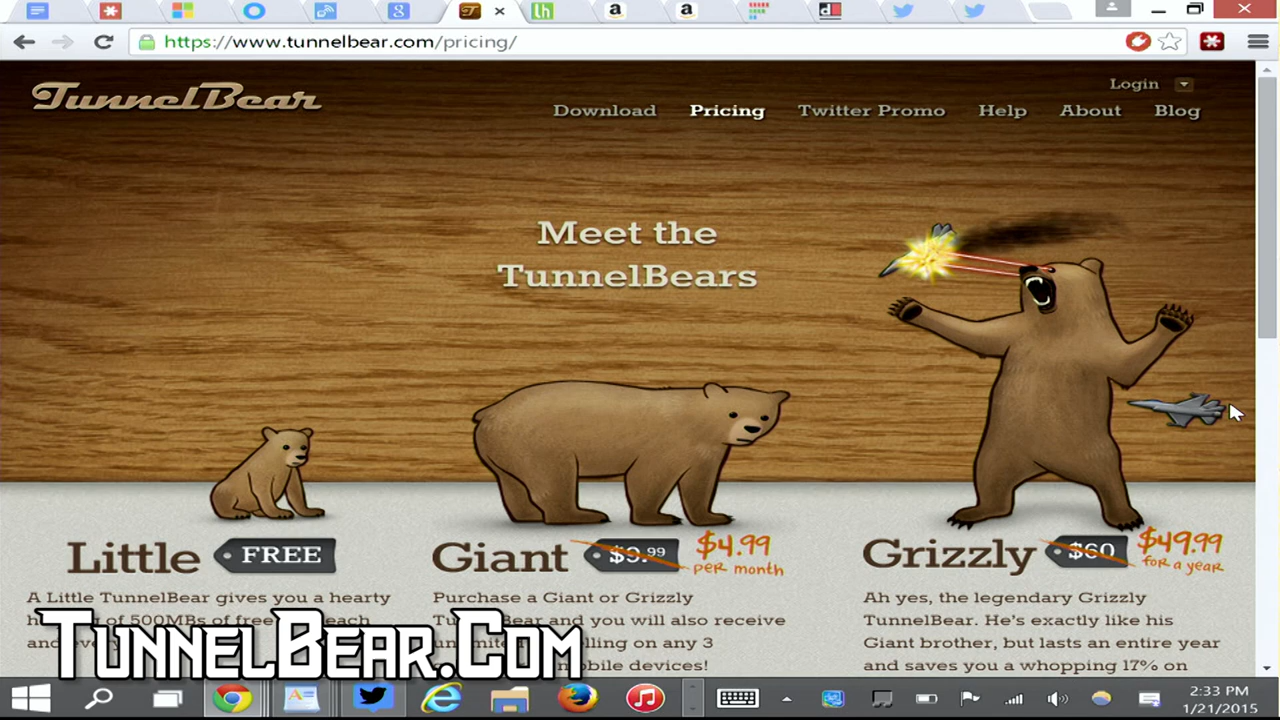 https://www.tunnelbear.com/pricing/
TunnelBear
Login
Download Pricing Twitter Promo Help About Blog
Meet the
TunnelBears
Little FREE
Giant $9.99 $4.99 per month
Grizzly $60 $49.99 for a year
A Little TunnelBear gives you a hearty
of 500MBs of free
Purchase a Giant or Grizzly
and you will also receive
on any 3
devices!
Ah yes, the legendary Grizzly
TunnelBear. He's exactly like his
Giant brother, but lasts an entire year
and saves you a whopping 17% on
TunnelBear.Com
2:33 PM
1/21/2015